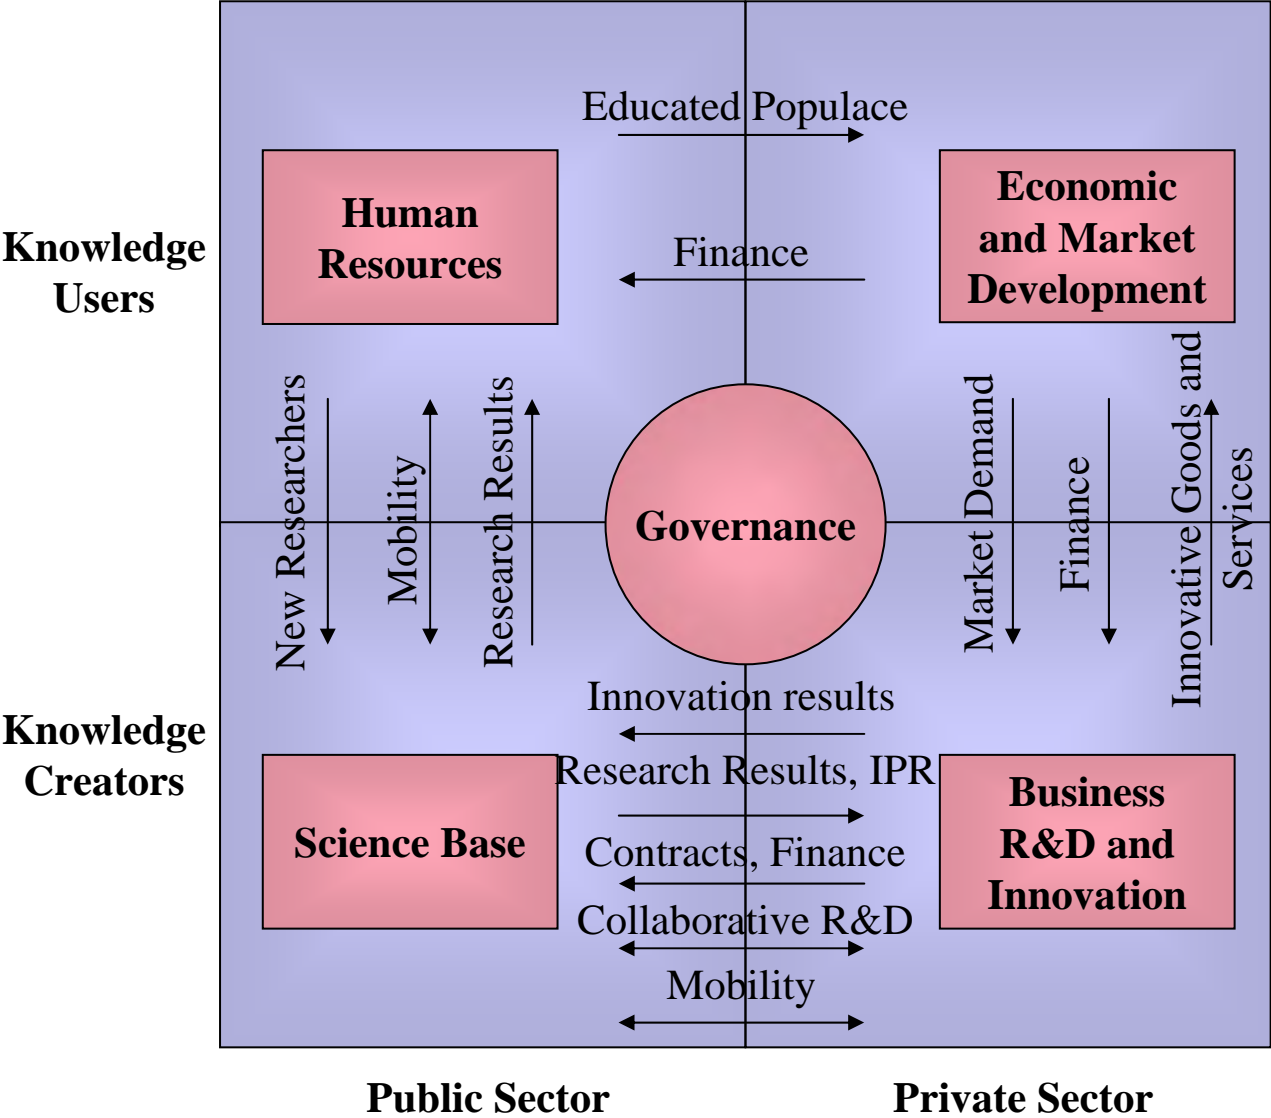 Educated Populace
Human
Resources
Economic
and Market
Development
Knowledge
Users
Finance
New Researchers
Mobility
Research Results
Governance
Market Demand
Finance
Innovative Goods and
Services
Knowledge
Creators
Innovation results
Research Results, IPR
Science Base
Contracts, Finance
Business
R&D and
Innovation
Collaborative R&D
Mobility
Public Sector
Private Sector